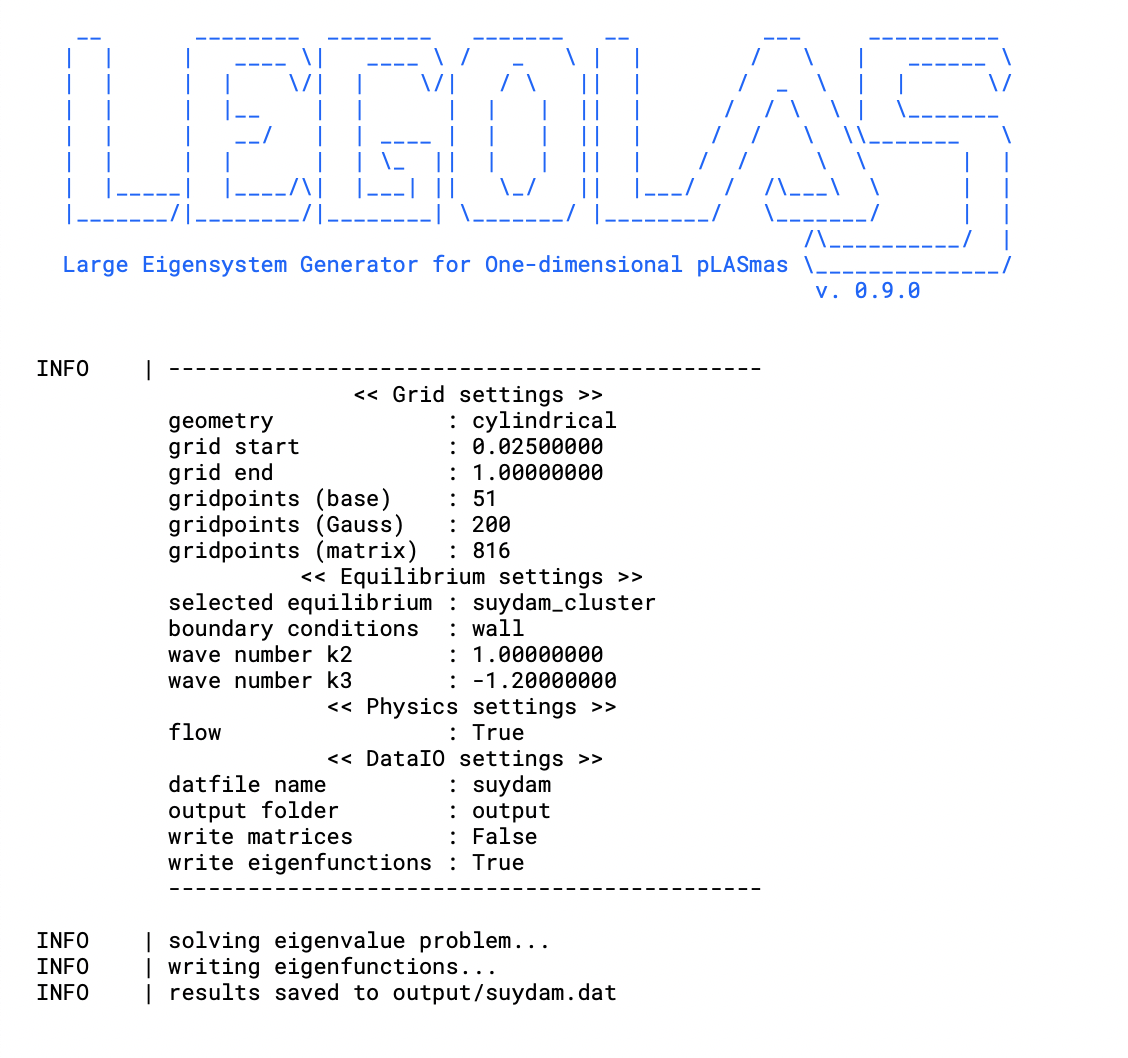 LEGOLAS
Large Eigensystem Generator for One-dimensional pLASmas
v. 0.9.0
INFO | ---------------------------------------------
<< Grid settings >>
geometry : cylindrical
grid start : 0.02500000
grid end : 1.00000000
gridpoints (base) : 51
gridpoints (Gauss) : 200
gridpoints (matrix) : 816
<< Equilibrium settings >>
selected equilibrium : suydam_cluster
boundary conditions : wall
wave number k2 : 1.00000000
wave number k3 : -1.20000000
<< Physics settings >>
flow : True
<< DataIO settings >>
datfile name : suydam
output folder : output
write matrices : False
write eigenfunctions : True
---------------------------------------------
INFO | solving eigenvalue problem...
INFO | writing eigenfunctions...
INFO | results saved to output/suydam.dat